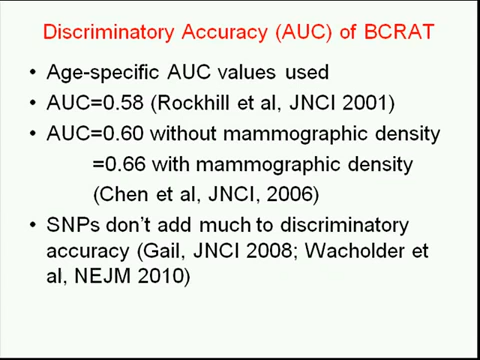 Discriminatory Accuracy (AUC) of BCRAT
• Age-specific AUC values used
• AUC=0.58 (Rockhill et al, JNCI 2001)
• AUC=0.60 without mammographic density
=0.66 with mammographic density
(Chen et al, JNCI, 2006)
• SNPs don't add much to discriminatory
accuracy (Gail, JNCI 2008; Wacholder et
al, NEJM 2010)